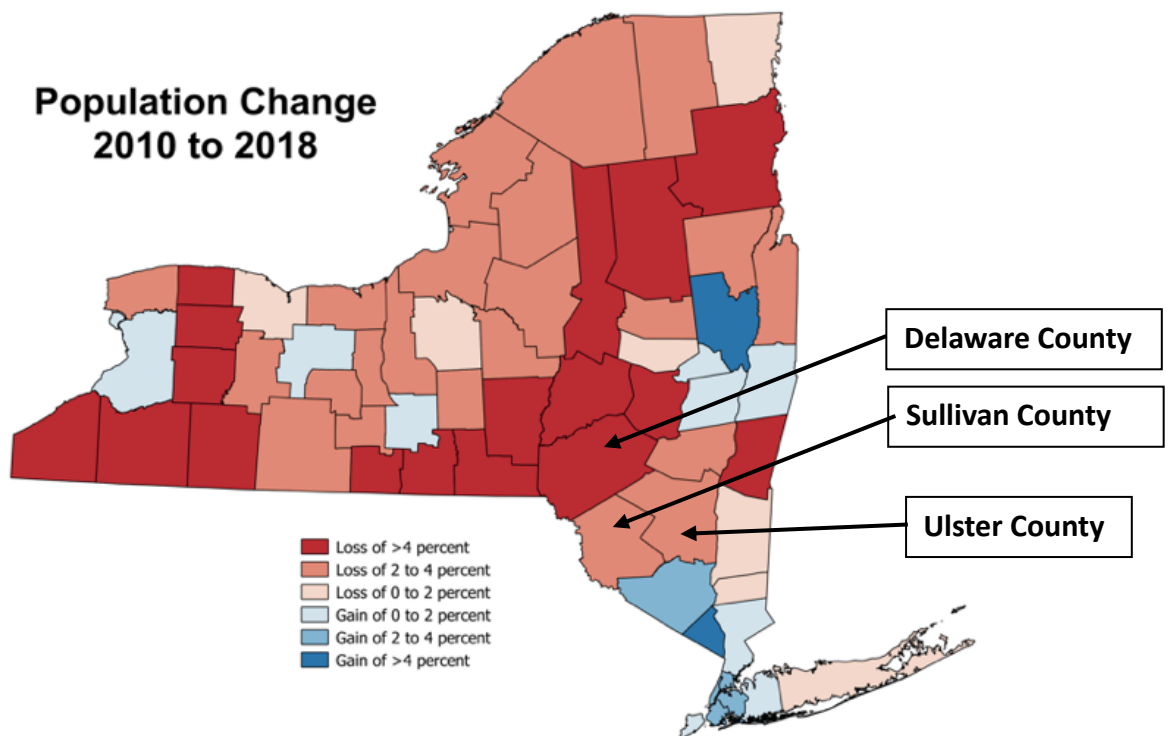 Population Change
2010 to 2018
Delaware County
Sullivan County
Ulster County
Loss of >4 percent
Loss of 2 to 4 percent
Loss of 0 to 2 percent
Gain of 0 to 2 percent
Gain of 2 to 4 percent
Gain of >4 percent